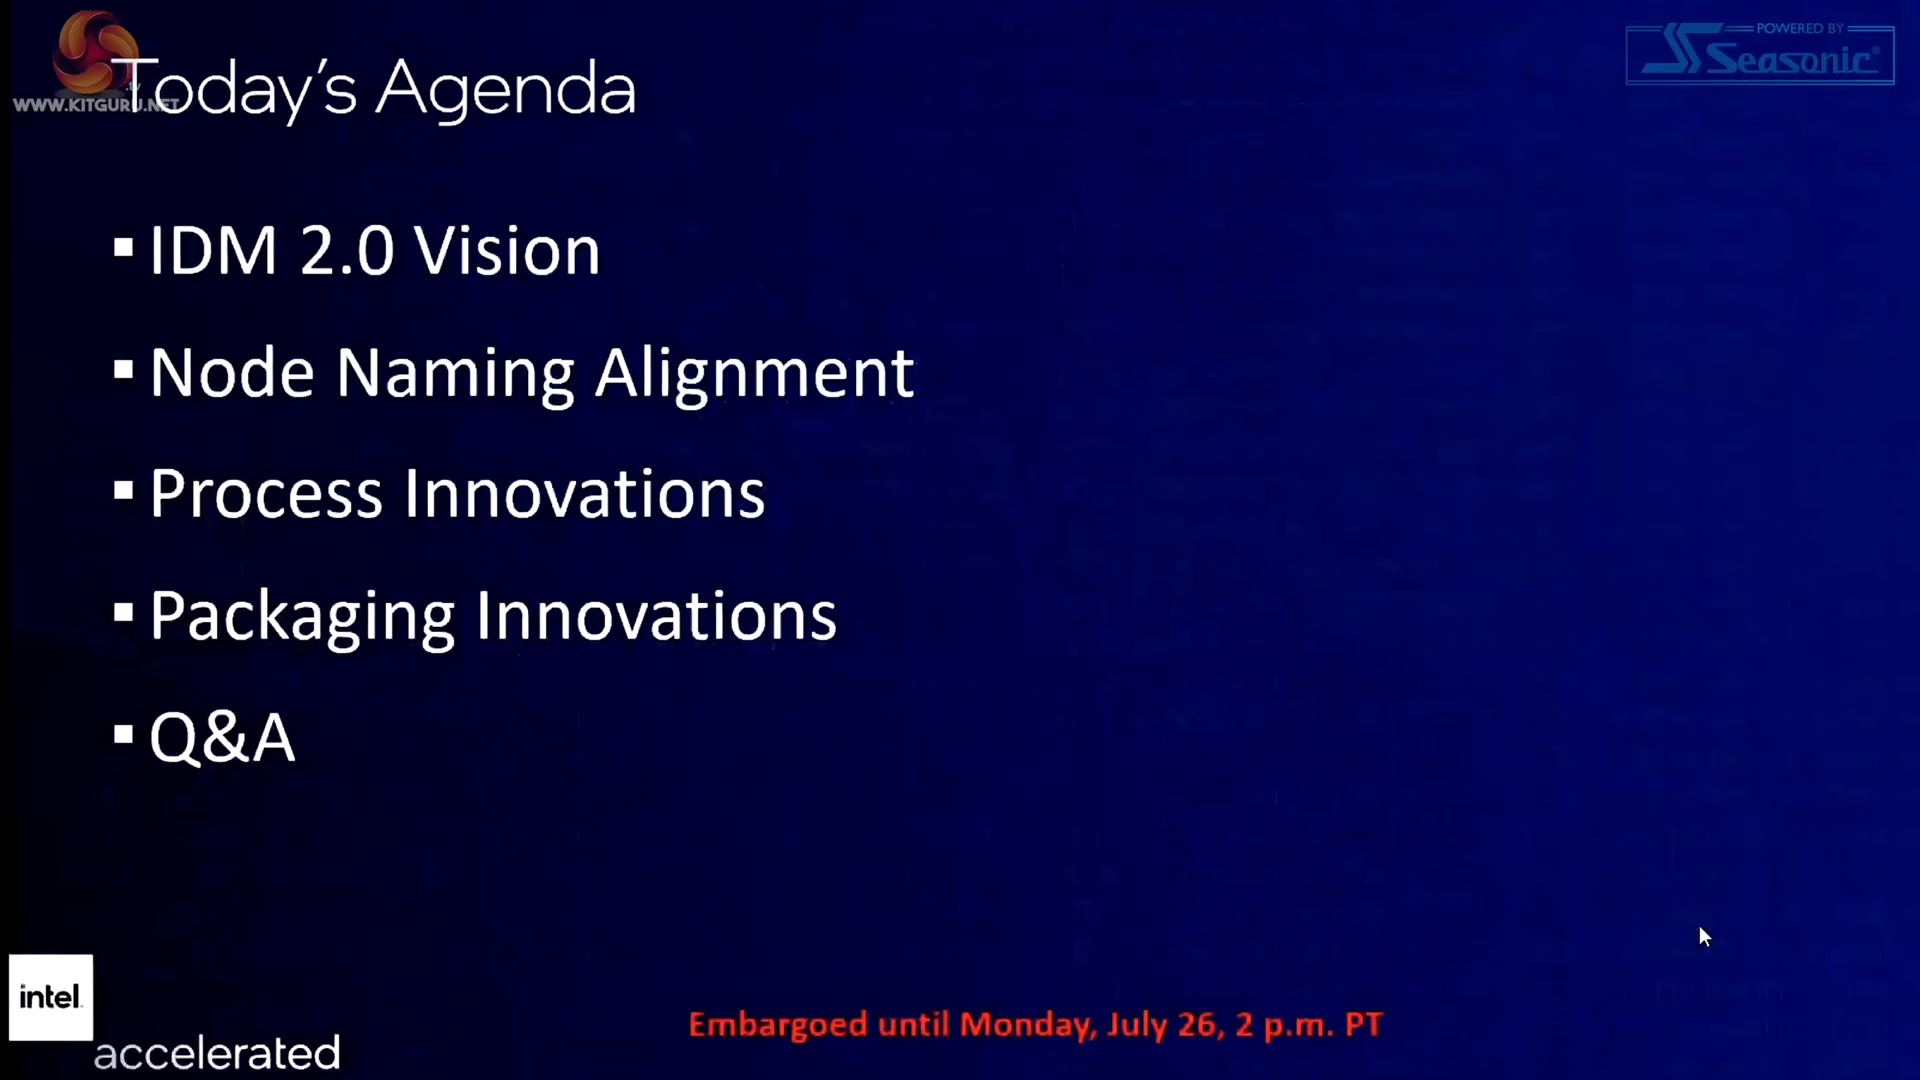 Today's Agenda
WWW.KITGURU.NET
POWERED BY
Seasonic®
▪ IDM 2.0 Vision
▪ Node Naming Alignment
▪ Process Innovations
▪ Packaging Innovations
▪ Q&A
intel.
accelerated
Embargoed until Monday, July 26, 2 p.m. PT